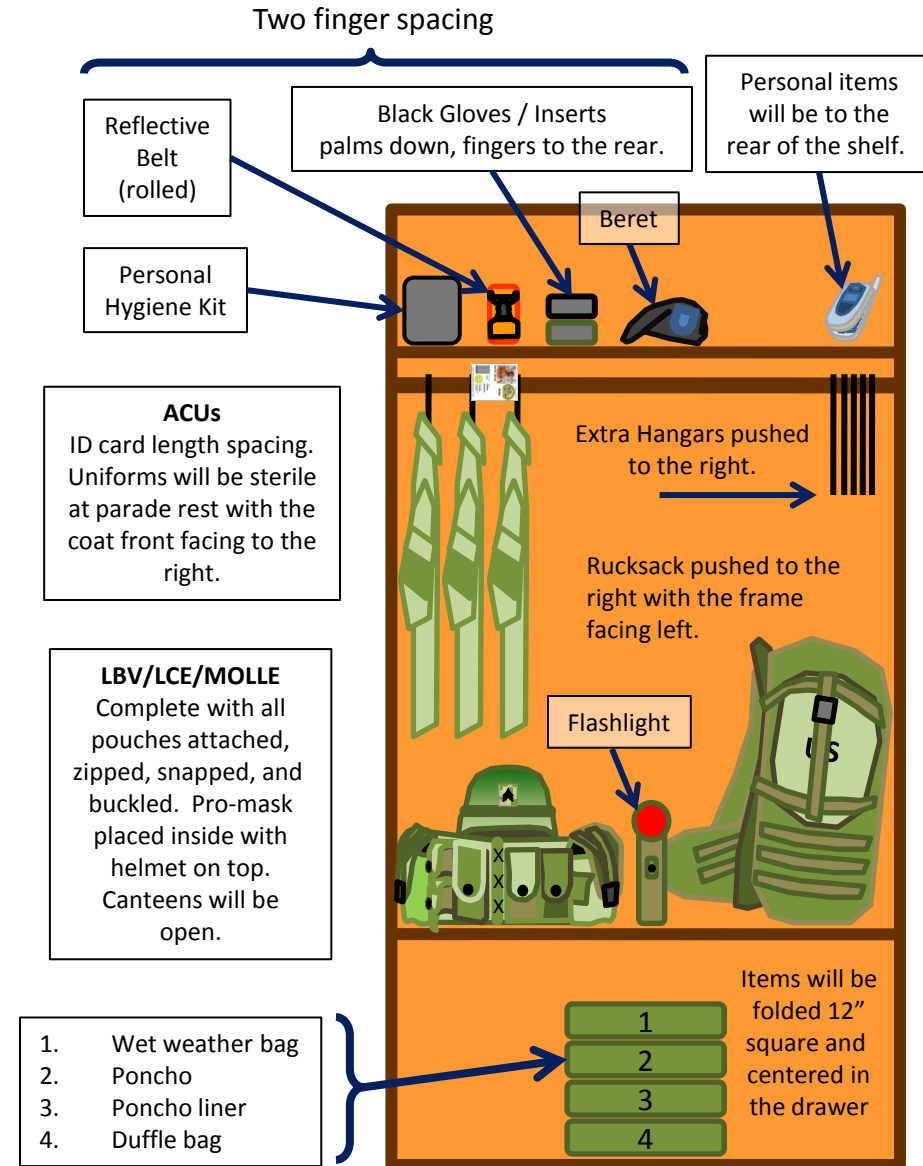 Two finger spacing
Reflective
Belt
(rolled)
Black Gloves / Inserts
palms down, fingers to the rear.
Personal items
will be to the
rear of the shelf.
Beret
Personal
Hygiene Kit
ACUs
ID card length spacing.
Uniforms will be sterile
at parade rest with the
coat front facing to the
right.
Extra Hangars pushed
to the right.
Rucksack pushed to the
right with the frame
facing left.
LBV/LCE/MOLLE
Complete with all
pouches attached,
zipped, snapped, and
buckled. Pro-mask
placed inside with
helmet on top.
Canteens will be
open.
Flashlight
US
X
X
X
X
1. Wet weather bag
2. Poncho
3. Poncho liner
4. Duffle bag
1
2
3
4
Items will be
folded 12”
square and
centered in
the drawer